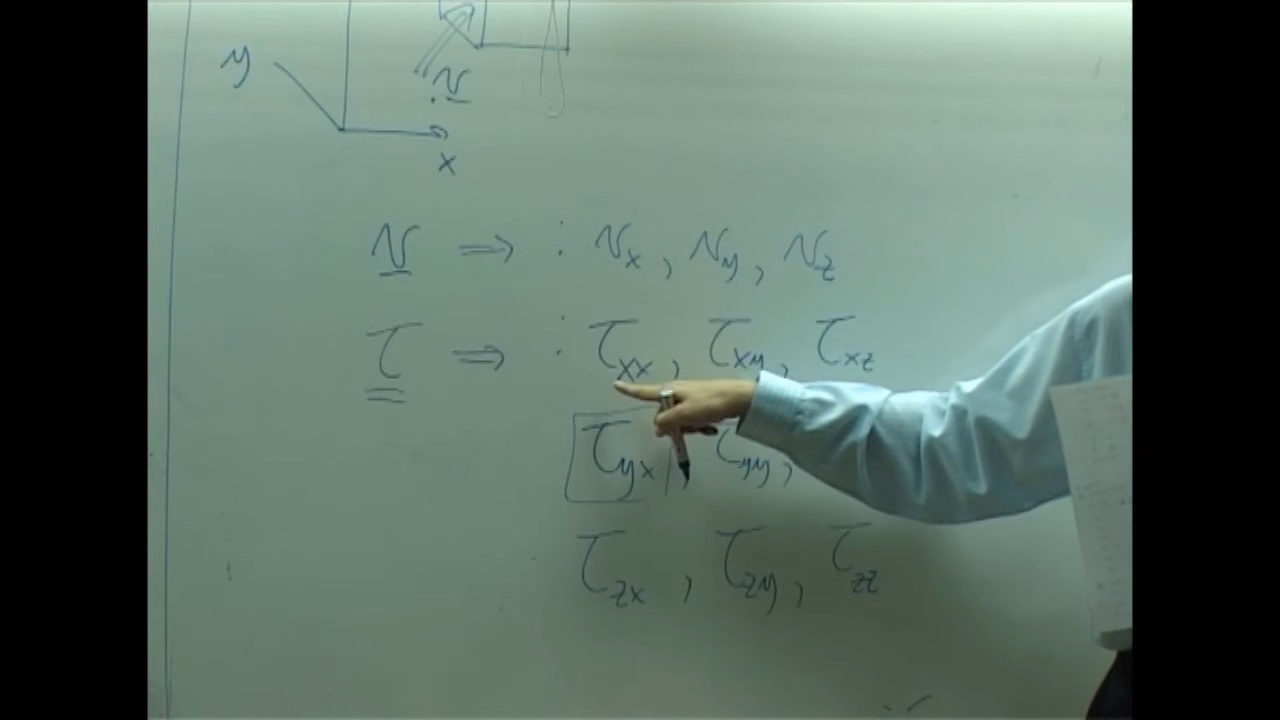 y
v
x
v ⇒ : v_x, v_y, v_z
τ ⇒ : τ_xx, τ_xy, τ_xz
τ_yx, τ_yy,
τ_zx, τ_zy, τ_zz